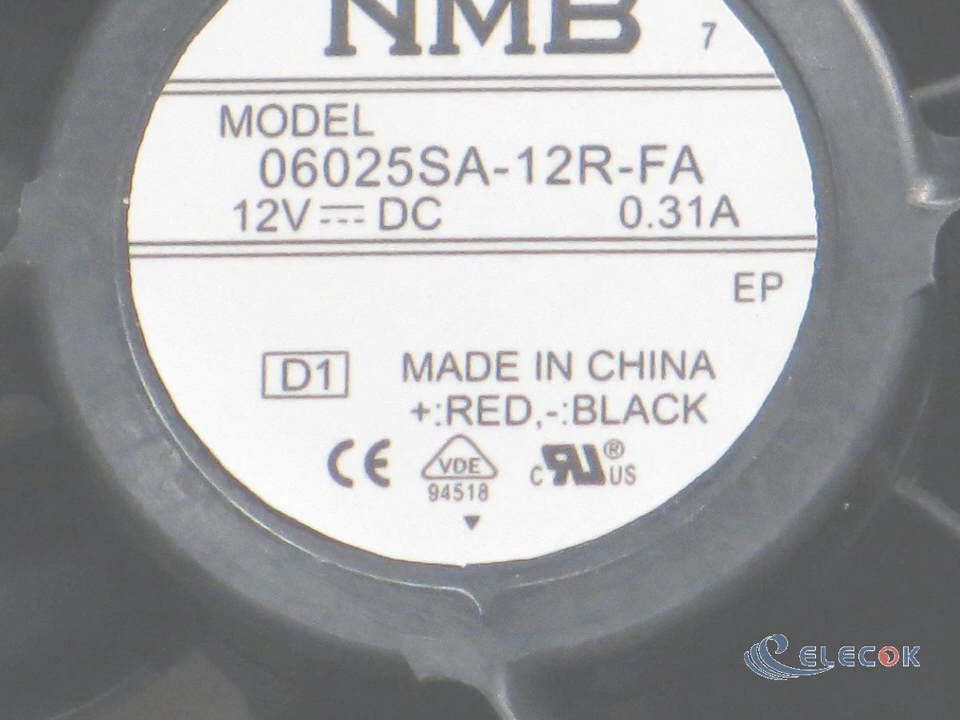 NMB
7
MODEL
06025SA-12R-FA
12V ⎓ DC 0.31A
EP
D1
MADE IN CHINA
+:RED,-:BLACK
CE
VDE
94518
c RU ® US
ELECOK